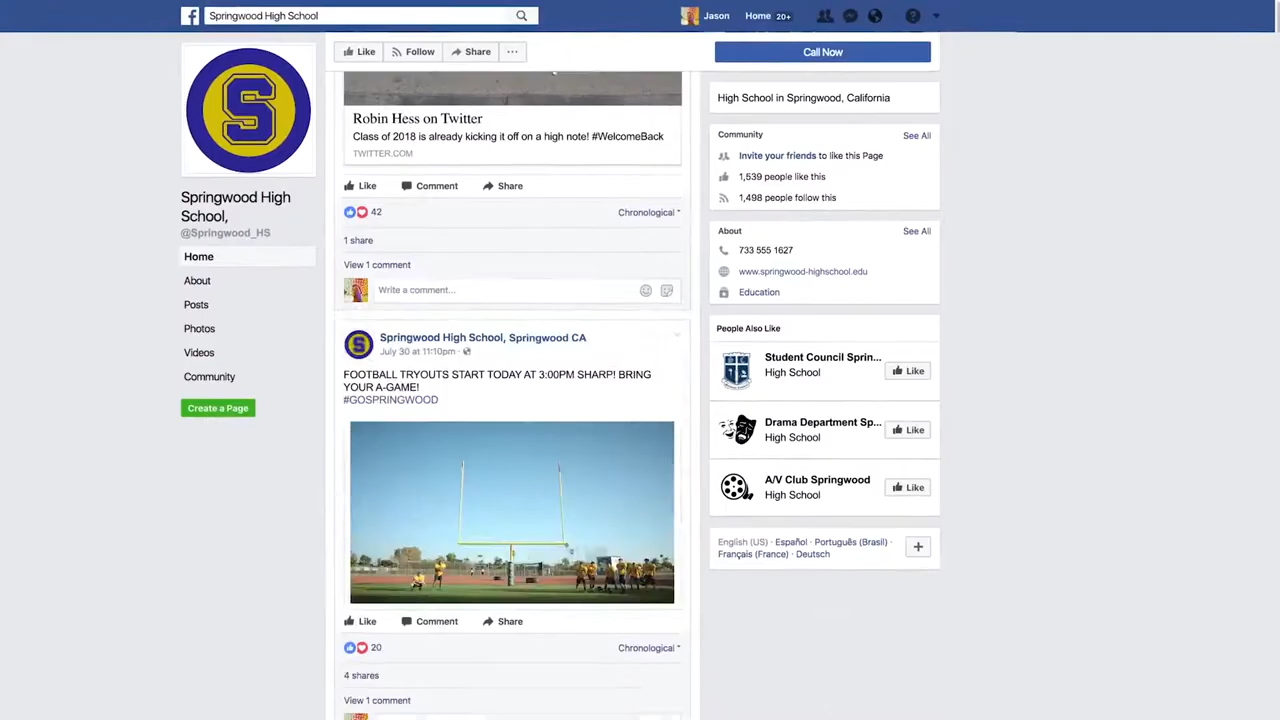 Springwood High School
Jason
Home 20+
S
Springwood High
School,
@Springwood_HS
Home
About
Posts
Photos
Videos
Community
Create a Page
Like
Follow
Share
...
Robin Hess on Twitter
Class of 2018 is already kicking it off on a high note! #WelcomeBack
TWITTER.COM
Like Comment Share
42
Chronological
1 share
View 1 comment
Write a comment...
S
Springwood High School, Springwood CA
July 30 at 11:10pm ·
FOOTBALL TRYOUTS START TODAY AT 3:00PM SHARP! BRING
YOUR A-GAME!
#GOSPRINGWOOD
Like Comment Share
20
Chronological
4 shares
View 1 comment
Call Now
High School in Springwood, California
Community
See All
Invite your friends to like this Page
1,539 people like this
1,498 people follow this
About
See All
733 555 1627
www.springwood-highschool.edu
Education
People Also Like
Student Council Sprin...
High School
Like
Drama Department Sp...
High School
Like
A/V Club Springwood
High School
Like
English (US) · Español · Português (Brasil) ·
Français (France) · Deutsch